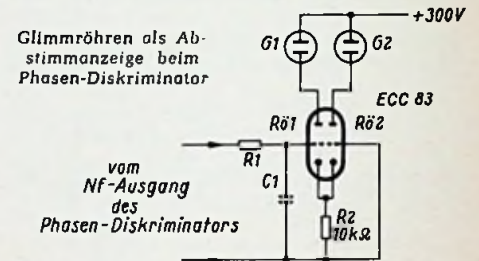 Glimmröhren als Ab-
stimmanzeige beim
Phasen-Diskriminator
+300V
G1
G2
ECC 83
Rö1
Rö2
R1
C1
R2
10kΩ
vom
Nf-Ausgang
des
Phasen-Diskriminators